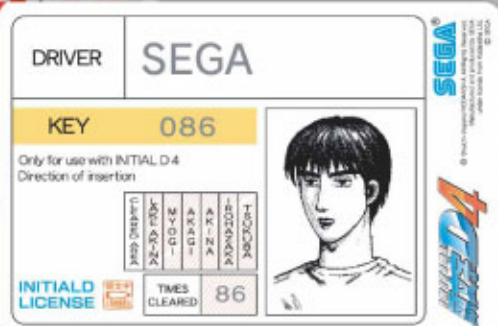 DRIVER SEGA
KEY 086
Only for use with INITIAL D 4
Direction of insertion
CLEARED AREA
LAKE AKINA
MYOGI
AKAGI
AKINA
IROHAZAKA
TSUKUBA
INITIALD
LICENSE
TIMES
CLEARED
86
SEGA